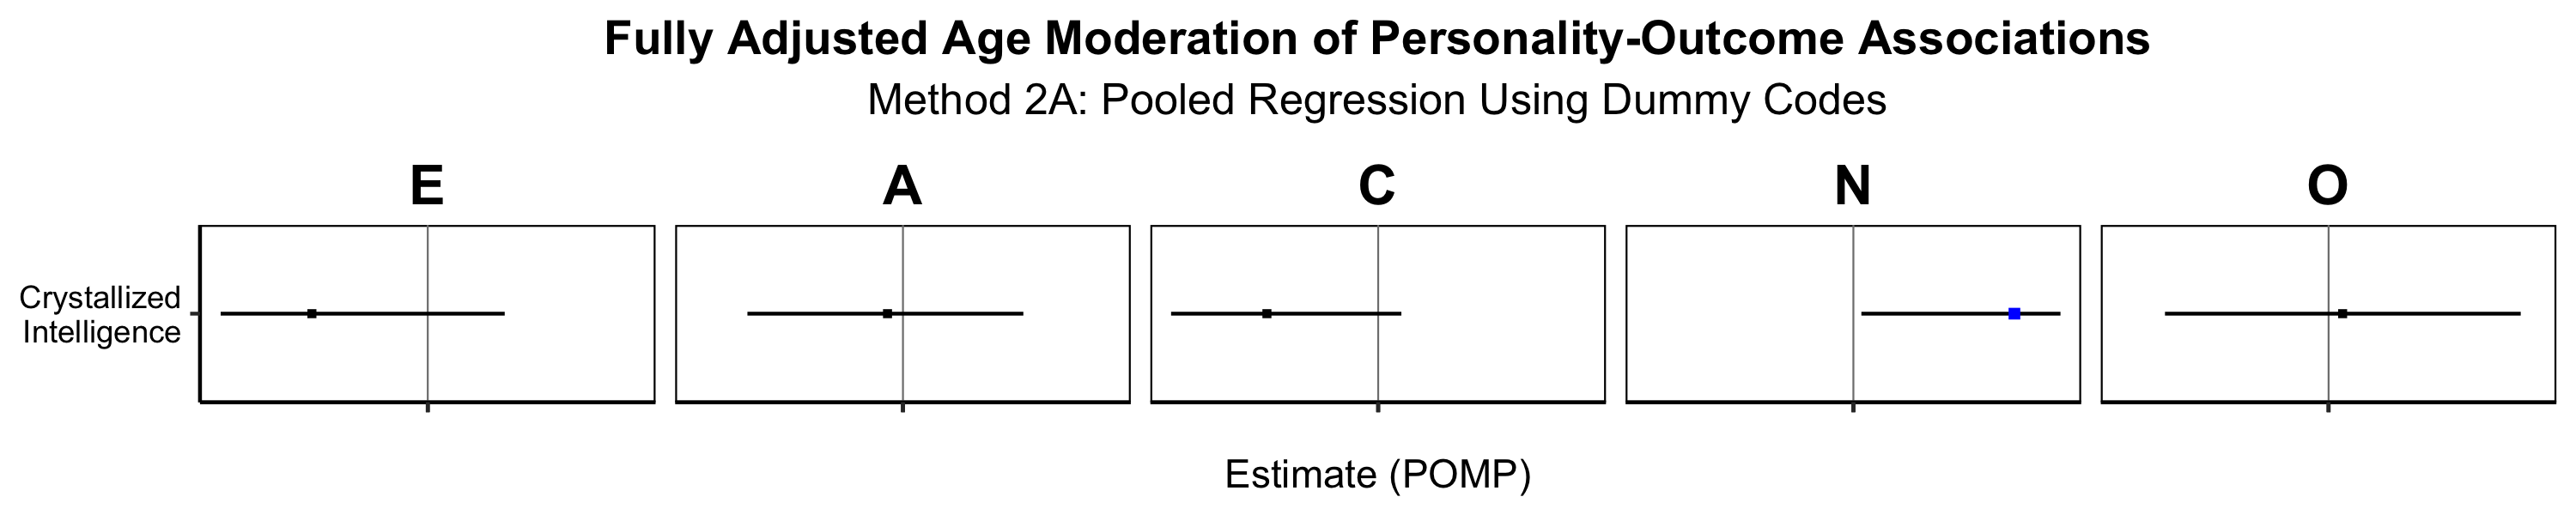 Fully Adjusted Age Moderation of Personality-Outcome Associations
Method 2A: Pooled Regression Using Dummy Codes
E A C N O
Crystallized
Intelligence
Estimate (POMP)